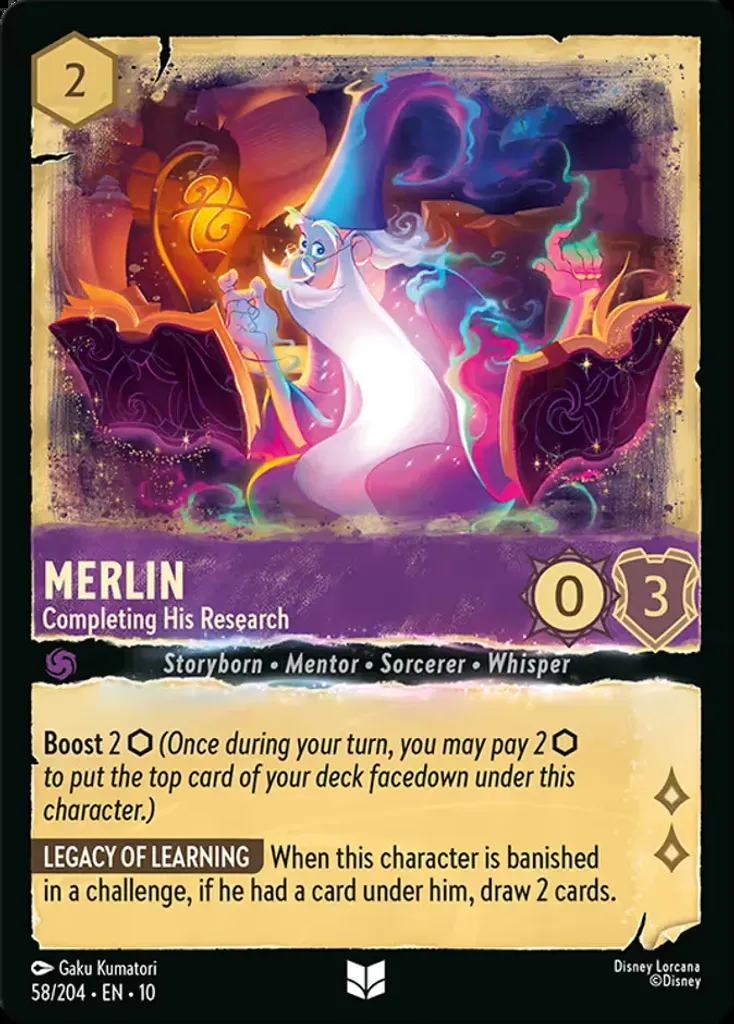 2
MERLIN
Completing His Research
0
3
Storyborn • Mentor • Sorcerer • Whisper
Boost 2 ⬡ (Once during your turn, you may pay 2 ⬡
to put the top card of your deck facedown under this
character.)
LEGACY OF LEARNING When this character is banished
in a challenge, if he had a card under him, draw 2 cards.
Gaku Kumatori
Disney Lorcana
58/204 • EN • 10
©Disney